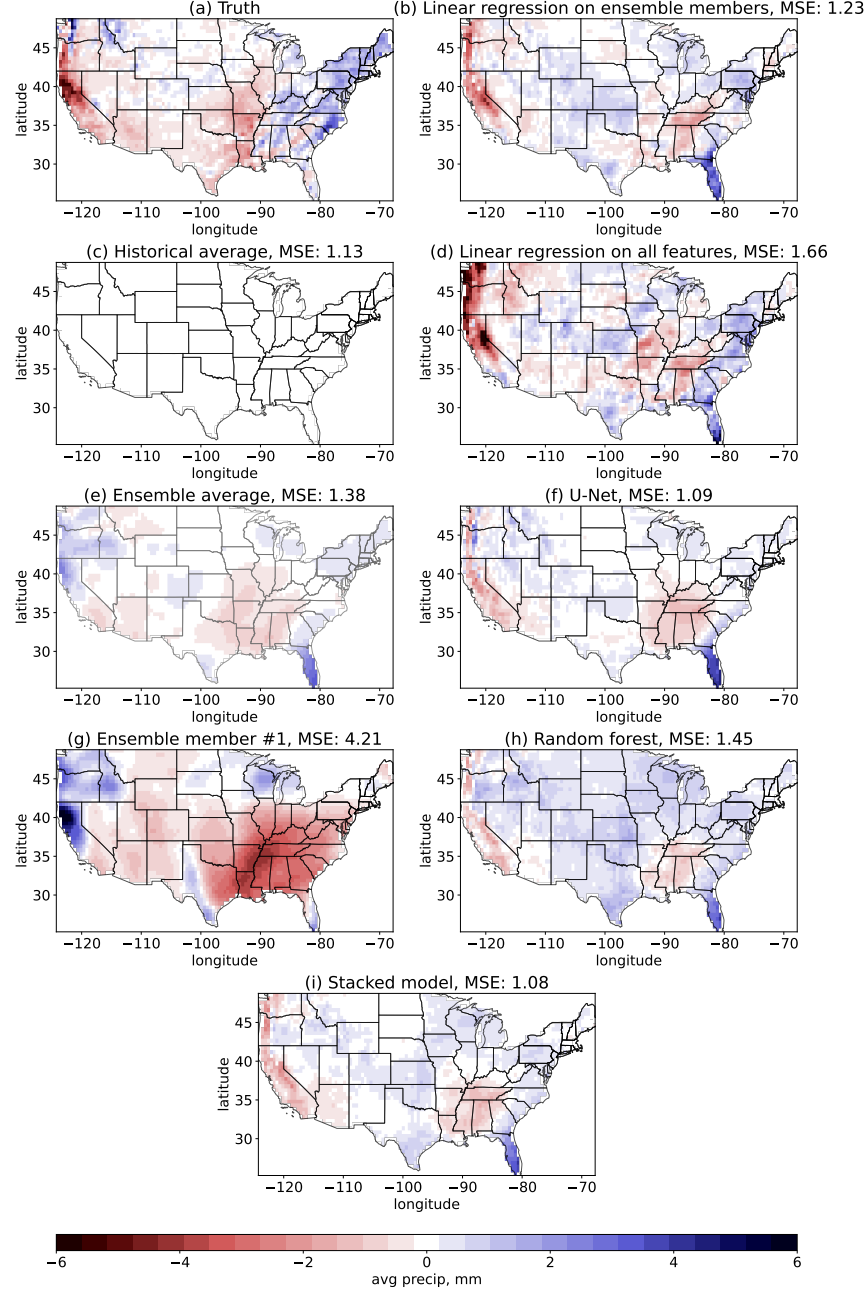 (a) Truth
(b) Linear regression on ensemble members, MSE: 1.23
45
40
35
30
latitude
−120 −110 −100 −90 −80 −70
longitude
45
40
35
30
latitude
−120 −110 −100 −90 −80 −70
longitude
(c) Historical average, MSE: 1.13
(d) Linear regression on all features, MSE: 1.66
45
40
35
30
latitude
−120 −110 −100 −90 −80 −70
longitude
45
40
35
30
latitude
−120 −110 −100 −90 −80 −70
longitude
(e) Ensemble average, MSE: 1.38
(f) U-Net, MSE: 1.09
45
40
35
30
latitude
−120 −110 −100 −90 −80 −70
longitude
45
40
35
30
latitude
−120 −110 −100 −90 −80 −70
longitude
(g) Ensemble member #1, MSE: 4.21
(h) Random forest, MSE: 1.45
45
40
35
30
latitude
−120 −110 −100 −90 −80 −70
longitude
45
40
35
30
latitude
−120 −110 −100 −90 −80 −70
longitude
(i) Stacked model, MSE: 1.08
45
40
35
30
latitude
−120 −110 −100 −90 −80 −70
longitude
−6 −4 −2 0 2 4 6
avg precip, mm